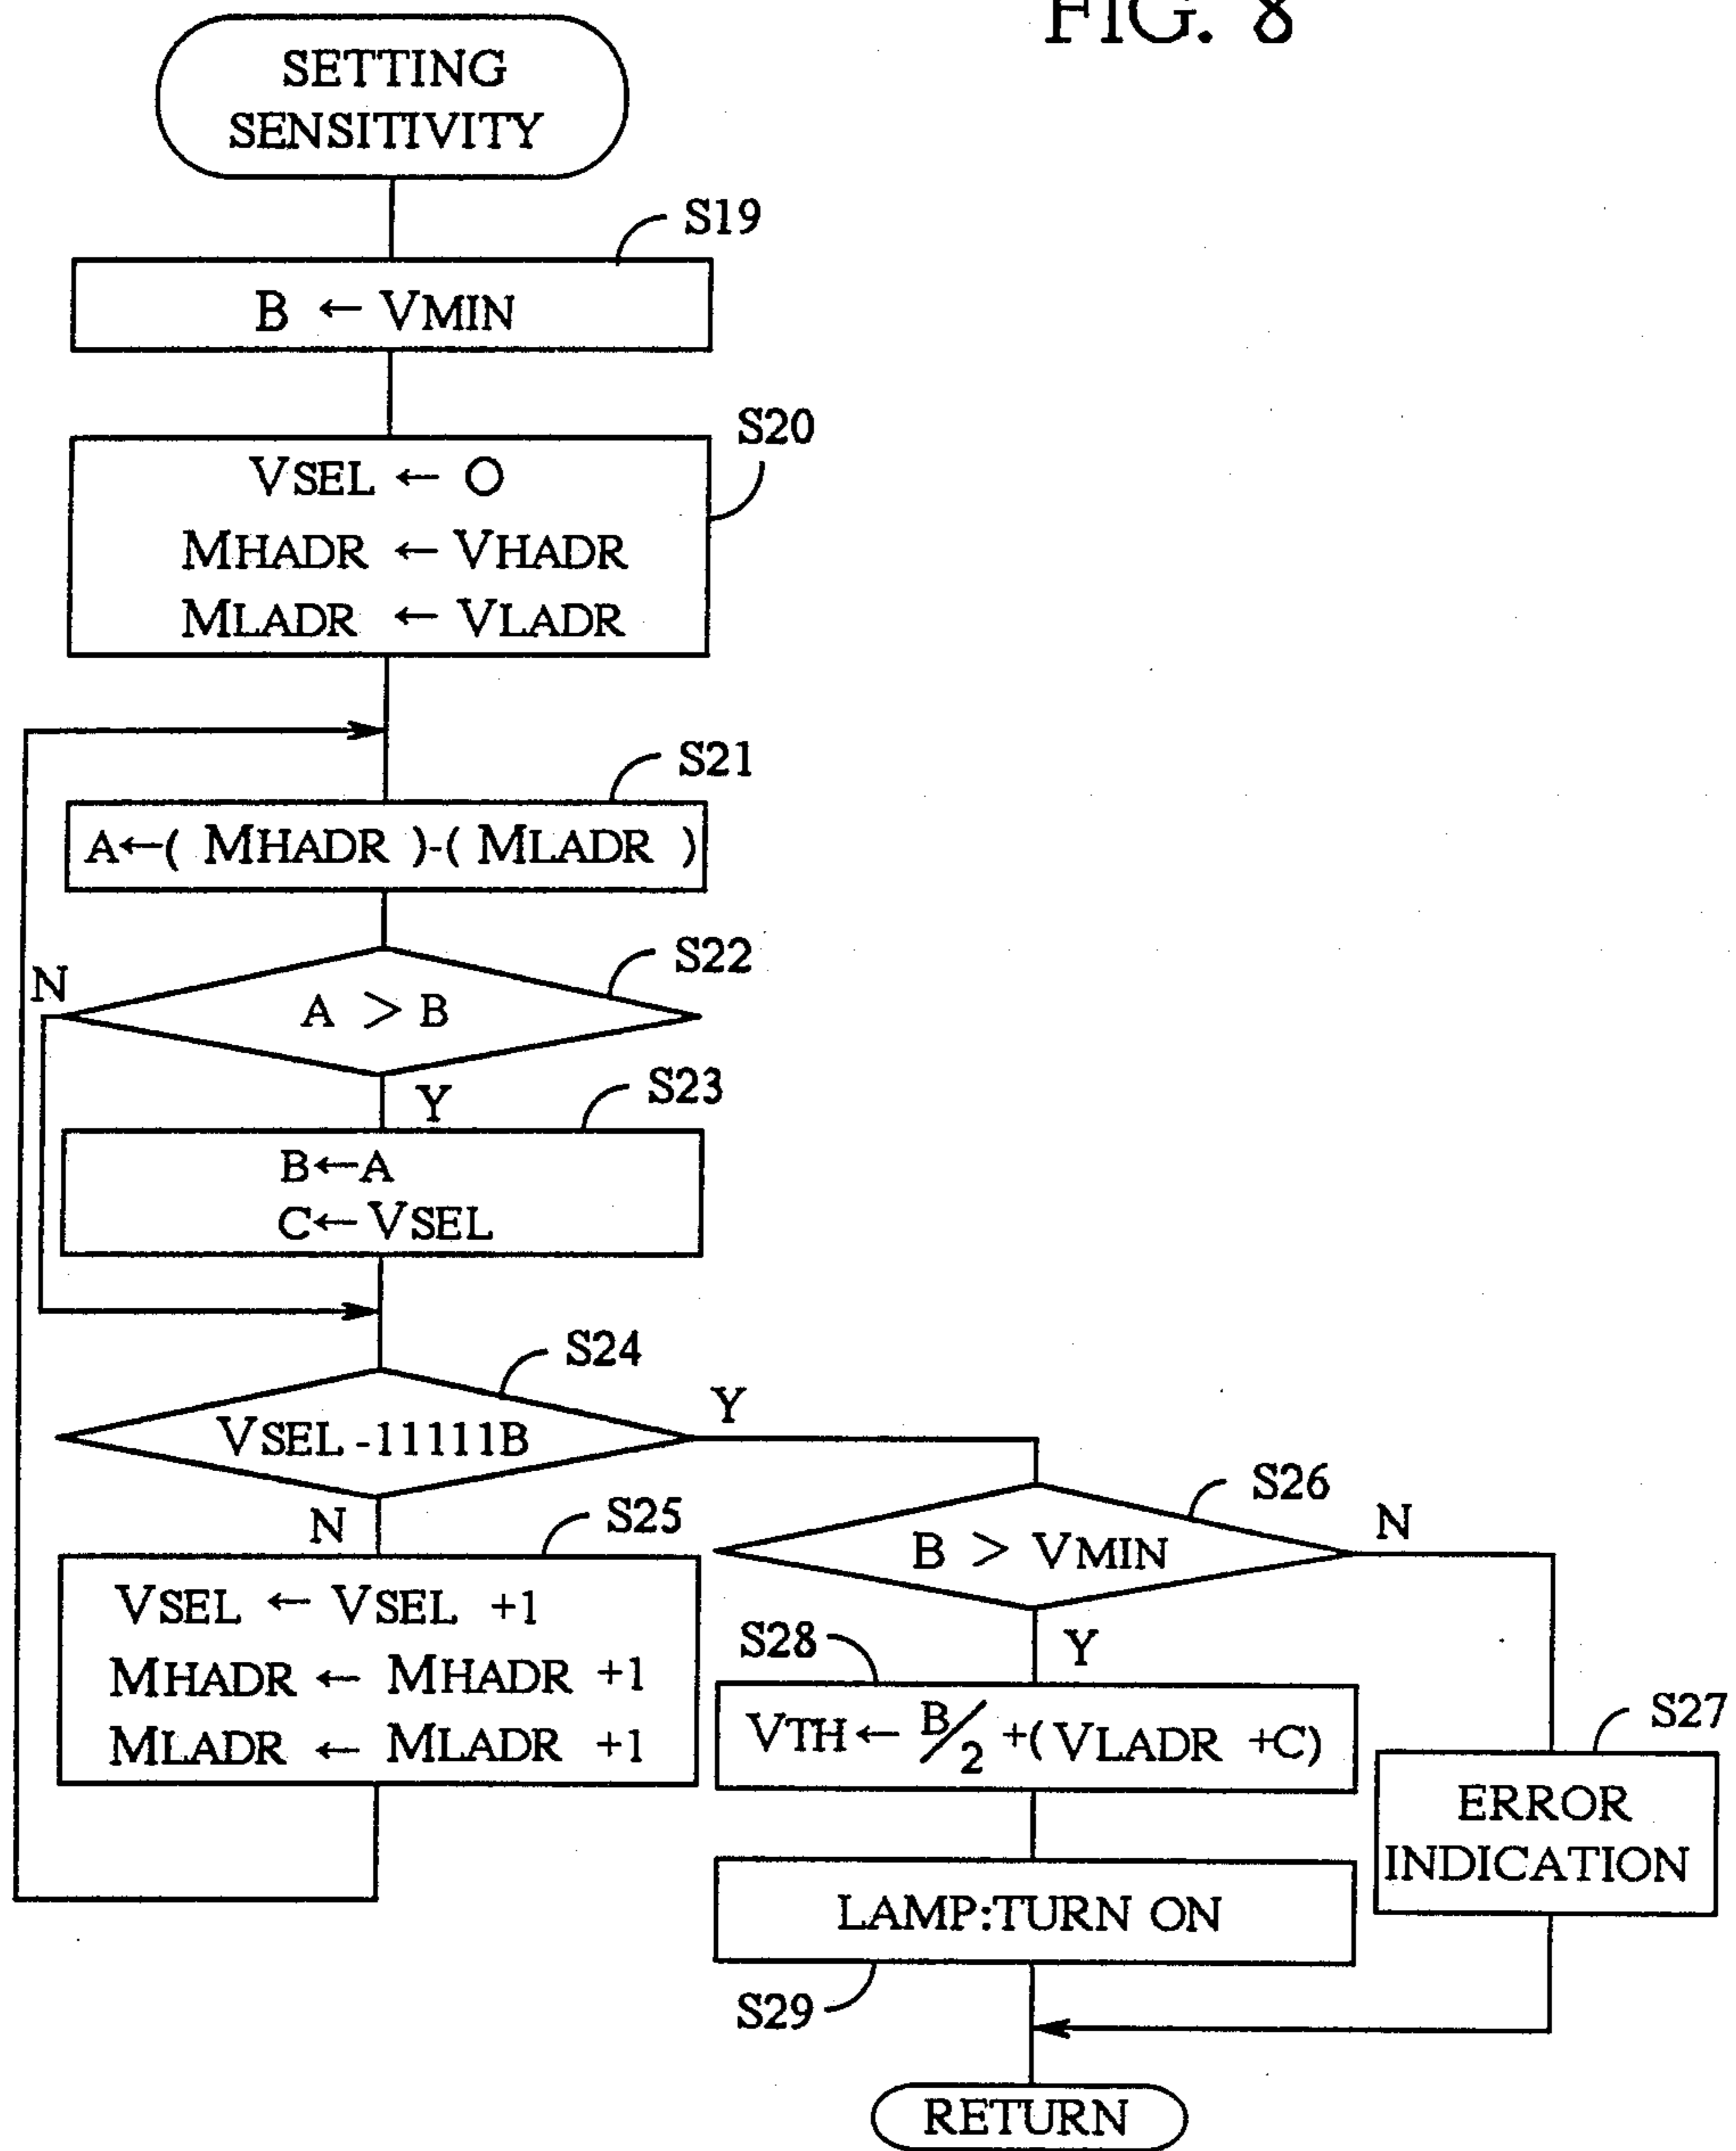 FIG. 8
SETTING
SENSITIVITY
S19
B ← VMIN
S20
VSEL ← O
MHADR ← VHADR
MLADR ← VLADR
S21
A←( MHADR )-( MLADR )
S22
N
A > B
Y
S23
B←A
C←VSEL
S24
VSEL -11111B
Y
N
S25
VSEL ← VSEL +1
MHADR ← MHADR +1
MLADR ← MLADR +1
S26
B > VMIN
N
Y
S28
VTH← B/2 +( VLADR +C)
S27
ERROR
INDICATION
LAMP:TURN ON
S29
RETURN